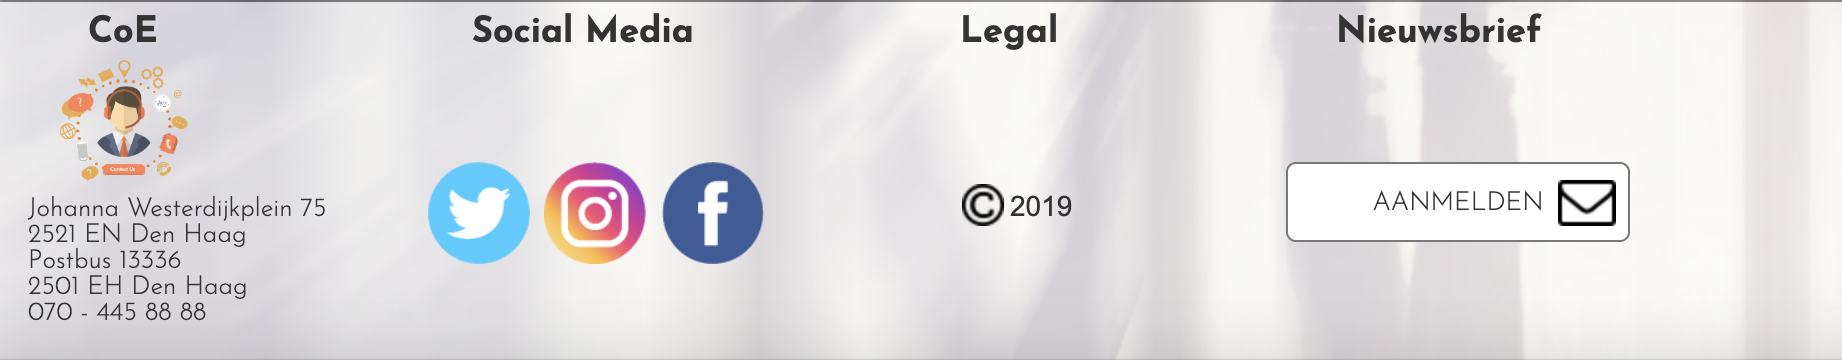 CoE
Social Media
Legal
Nieuwsbrief
Contact Us
Johanna Westerdijkplein 75
2521 EN Den Haag
Postbus 13336
2501 EH Den Haag
070 - 445 88 88
© 2019
AANMELDEN